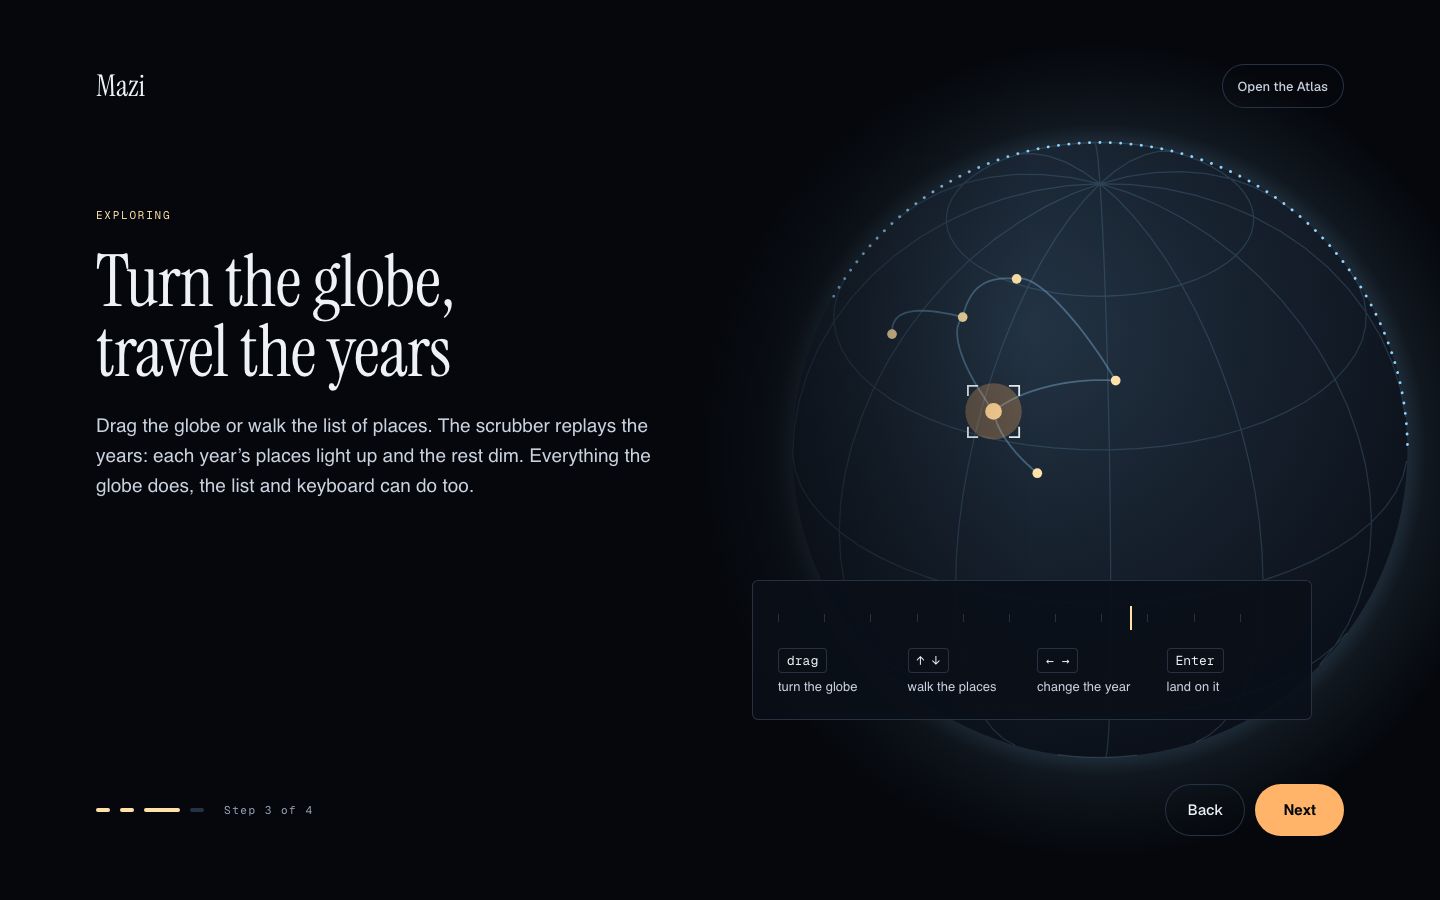 Mazi
Open the Atlas
EXPLORING
Turn the globe,
travel the years
Drag the globe or walk the list of places. The scrubber replays the
years: each year’s places light up and the rest dim. Everything the
globe does, the list and keyboard can do too.
drag
↑ ↓
← →
Enter
turn the globe
walk the places
change the year
land on it
Step 3 of 4
Back
Next